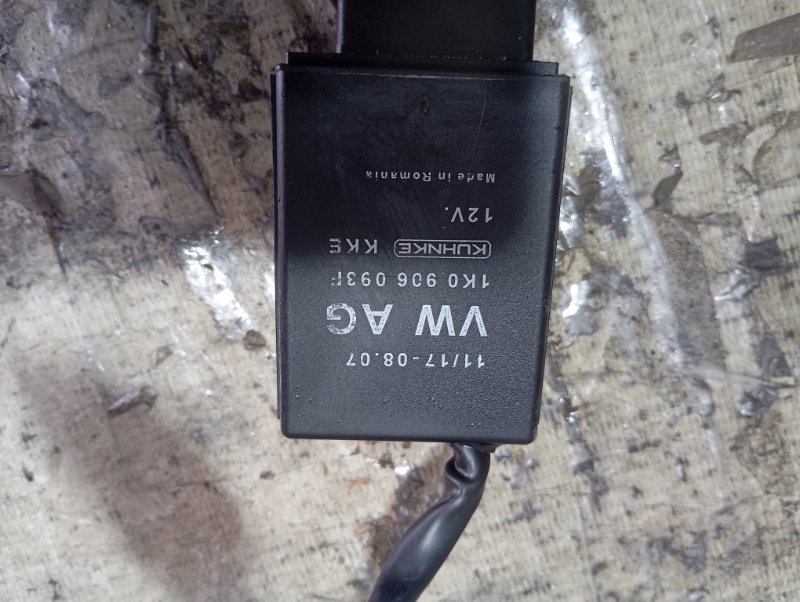 11/17-08.07
VW AG
1K0 906 093F
KUHNKE KKE
12V.
Made in Romania